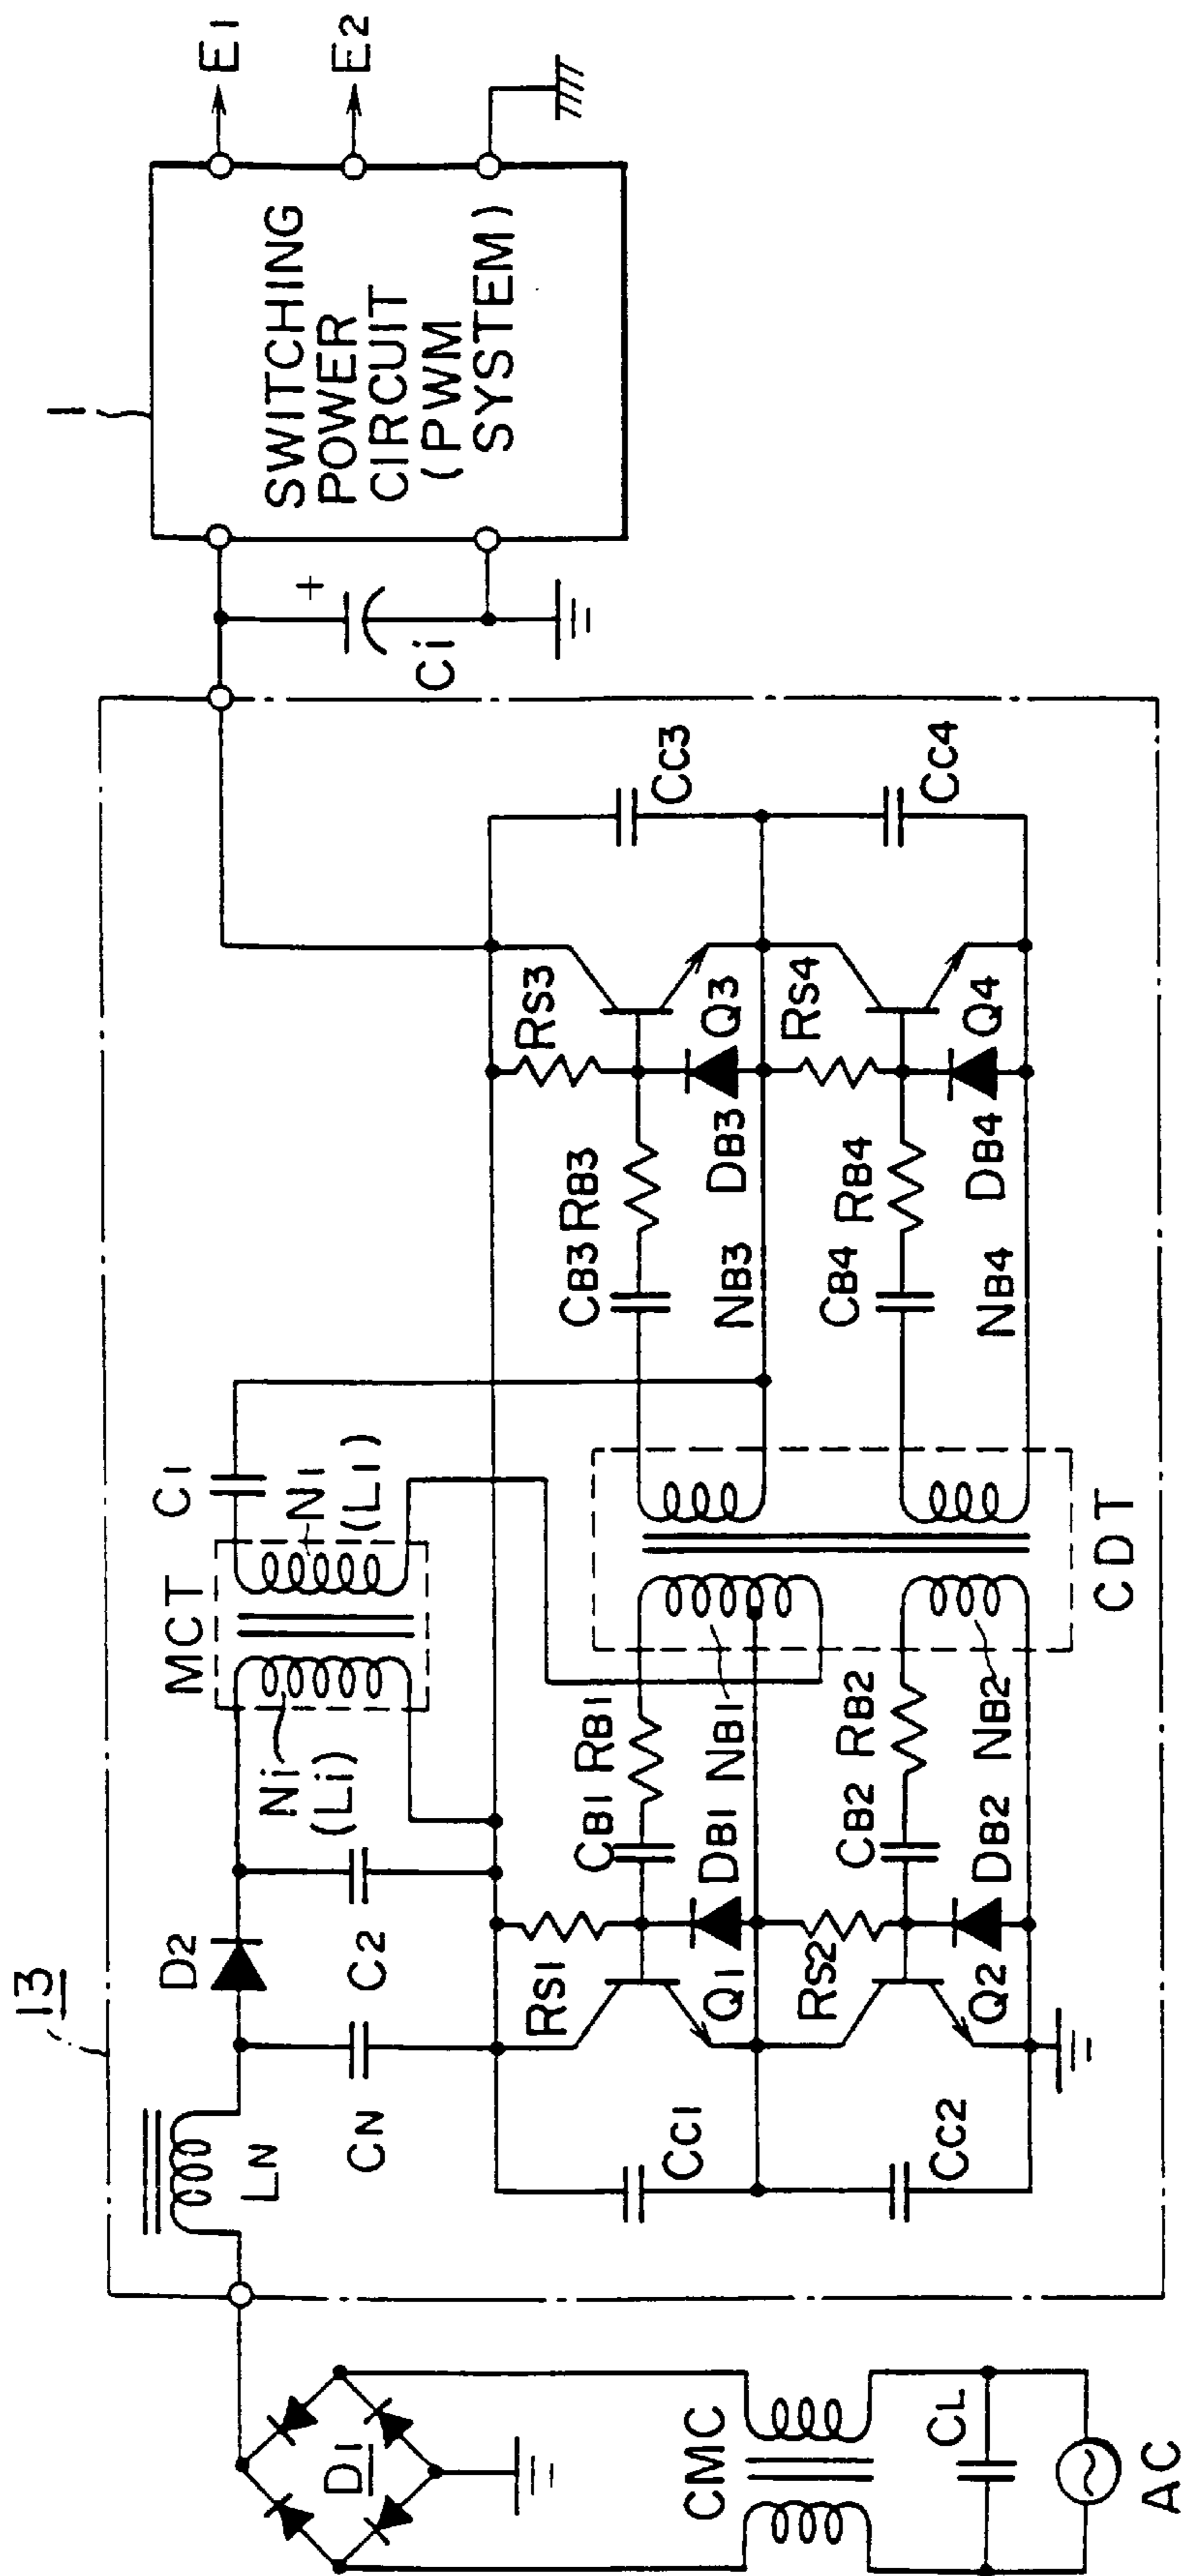 13
LN
D2
CN
C2
Ni
(Li)
MCT
N1
(L1)
C1
Ci
+
1
SWITCHING
POWER
CIRCUIT
(PWM
SYSTEM)
E1
E2
D1
CMC
CL
AC
CC1
CC2
RS1
Q1
RS2
Q2
CB1
RB1
DB1
NB1
CB2
RB2
DB2
NB2
CDT
CB3
RB3
NB3
DB3
CB4
RB4
NB4
DB4
RS3
Q3
RS4
Q4
CC3
CC4